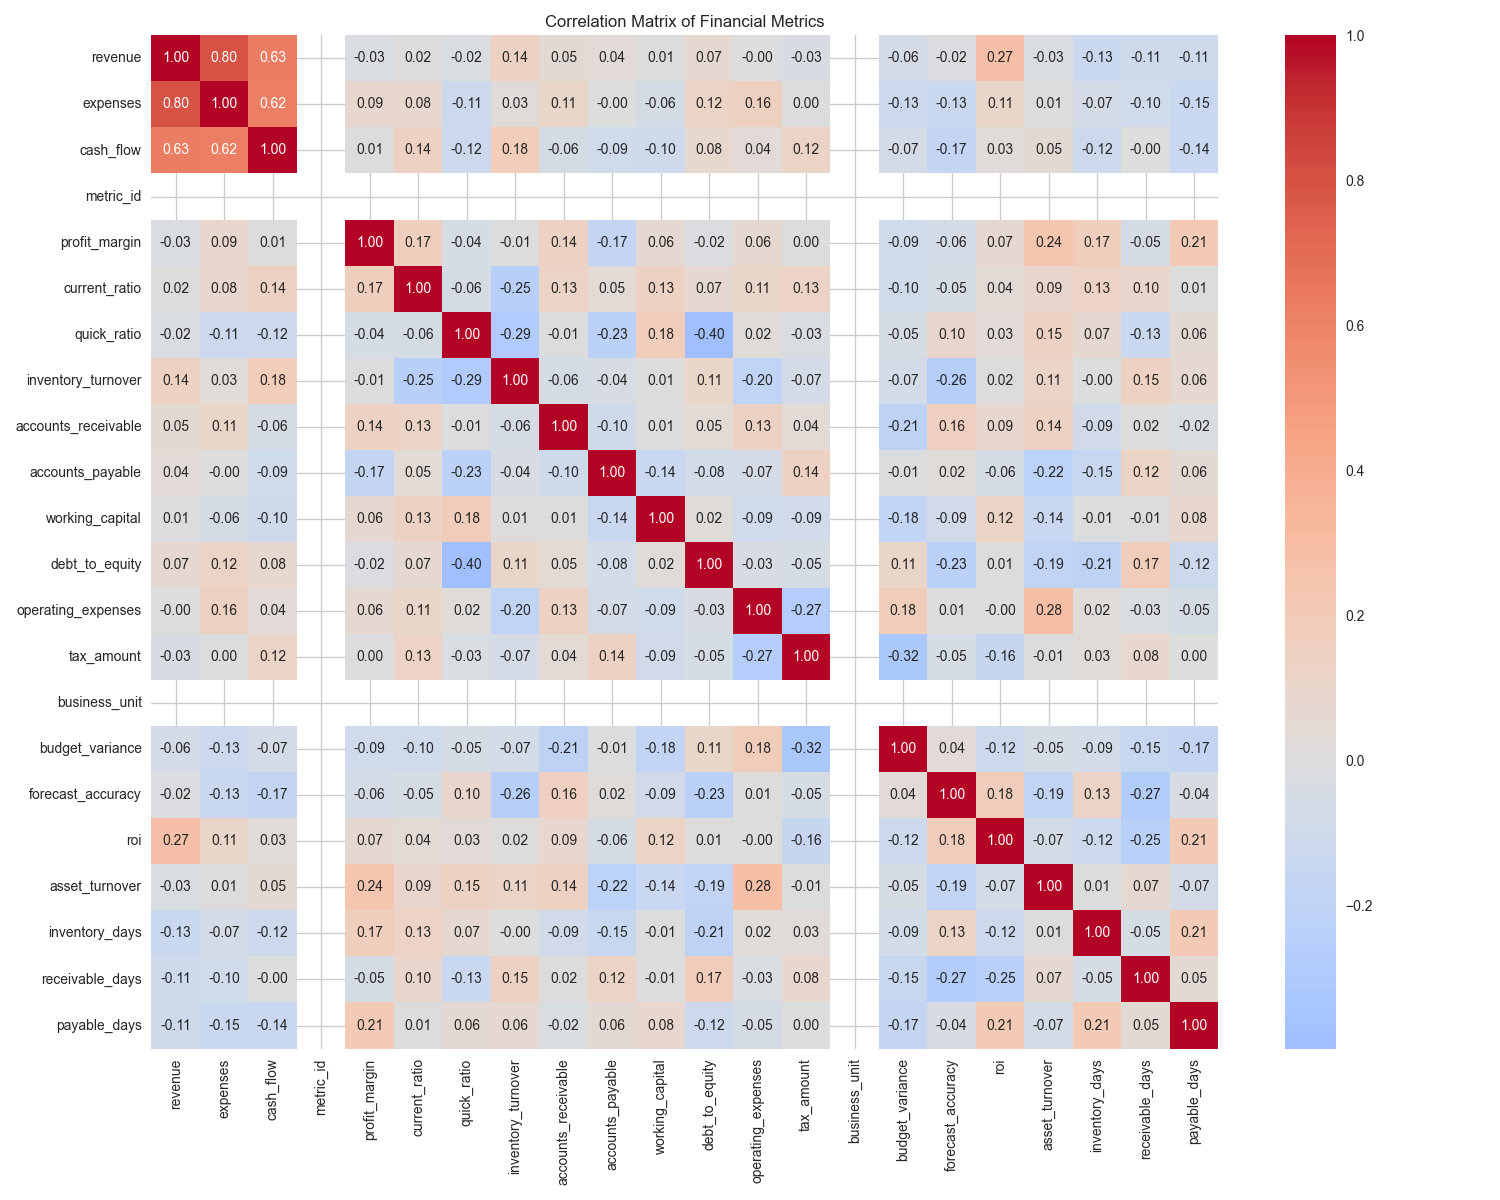 Correlation Matrix of Financial Metrics
revenue 1.00 0.80 0.63 -0.03 0.02 -0.02 0.14 0.05 0.04 0.01 0.07 -0.00 -0.03 -0.06 -0.02 0.27 -0.03 -0.13 -0.11 -0.11
expenses 0.80 1.00 0.62 0.09 0.08 -0.11 0.03 0.11 -0.00 -0.06 0.12 0.16 0.00 -0.13 -0.13 0.11 0.01 -0.07 -0.10 -0.15
cash_flow 0.63 0.62 1.00 0.01 0.14 -0.12 0.18 -0.06 -0.09 -0.10 0.08 0.04 0.12 -0.07 -0.17 0.03 0.05 -0.12 -0.00 -0.14
metric_id
profit_margin -0.03 0.09 0.01 1.00 0.17 -0.04 -0.01 0.14 -0.17 0.06 -0.02 0.06 0.00 -0.09 -0.06 0.07 0.24 0.17 -0.05 0.21
current_ratio 0.02 0.08 0.14 0.17 1.00 -0.06 -0.25 0.13 0.05 0.13 0.07 0.11 0.13 -0.10 -0.05 0.04 0.09 0.13 0.10 0.01
quick_ratio -0.02 -0.11 -0.12 -0.04 -0.06 1.00 -0.29 -0.01 -0.23 0.18 -0.40 0.02 -0.03 -0.05 0.10 0.03 0.15 0.07 -0.13 0.06
inventory_turnover 0.14 0.03 0.18 -0.01 -0.25 -0.29 1.00 -0.06 -0.04 0.01 0.11 -0.20 -0.07 -0.07 -0.26 0.02 0.11 -0.00 0.15 0.06
accounts_receivable 0.05 0.11 -0.06 0.14 0.13 -0.01 -0.06 1.00 -0.10 0.01 0.05 0.13 0.04 -0.21 0.16 0.09 0.14 -0.09 0.02 -0.02
accounts_payable 0.04 -0.00 -0.09 -0.17 0.05 -0.23 -0.04 -0.10 1.00 -0.14 -0.08 -0.07 0.14 -0.01 0.02 -0.06 -0.22 -0.15 0.12 0.06
working_capital 0.01 -0.06 -0.10 0.06 0.13 0.18 0.01 0.01 -0.14 1.00 0.02 -0.09 -0.09 -0.18 -0.09 0.12 -0.14 -0.01 -0.01 0.08
debt_to_equity 0.07 0.12 0.08 -0.02 0.07 -0.40 0.11 0.05 -0.08 0.02 1.00 -0.03 -0.05 0.11 -0.23 0.01 -0.19 -0.21 0.17 -0.12
operating_expenses -0.00 0.16 0.04 0.06 0.11 0.02 -0.20 0.13 -0.07 -0.09 -0.03 1.00 -0.27 0.18 0.01 -0.00 0.28 0.02 -0.03 -0.05
tax_amount -0.03 0.00 0.12 0.00 0.13 -0.03 -0.07 0.04 0.14 -0.09 -0.05 -0.27 1.00 -0.32 -0.05 -0.16 -0.01 0.03 0.08 0.00
business_unit
budget_variance -0.06 -0.13 -0.07 -0.09 -0.10 -0.05 -0.07 -0.21 -0.01 -0.18 0.11 0.18 -0.32 1.00 0.04 -0.12 -0.05 -0.09 -0.15 -0.17
forecast_accuracy -0.02 -0.13 -0.17 -0.06 -0.05 0.10 -0.26 0.16 0.02 -0.09 -0.23 0.01 -0.05 0.04 1.00 0.18 -0.19 0.13 -0.27 -0.04
roi 0.27 0.11 0.03 0.07 0.04 0.03 0.02 0.09 -0.06 0.12 0.01 -0.00 -0.16 -0.12 0.18 1.00 -0.07 -0.12 -0.25 0.21
asset_turnover -0.03 0.01 0.05 0.24 0.09 0.15 0.11 0.14 -0.22 -0.14 -0.19 0.28 -0.01 -0.05 -0.19 -0.07 1.00 0.01 0.07 -0.07
inventory_days -0.13 -0.07 -0.12 0.17 0.13 0.07 -0.00 -0.09 -0.15 -0.01 -0.21 0.02 0.03 -0.09 0.13 -0.12 0.01 1.00 -0.05 0.21
receivable_days -0.11 -0.10 -0.00 -0.05 0.10 -0.13 0.15 0.02 0.12 -0.01 0.17 -0.03 0.08 -0.15 -0.27 -0.25 0.07 -0.05 1.00 0.05
payable_days -0.11 -0.15 -0.14 0.21 0.01 0.06 0.06 -0.02 0.06 0.08 -0.12 -0.05 0.00 -0.17 -0.04 0.21 -0.07 0.21 0.05 1.00
revenue
expenses
cash_flow
metric_id
profit_margin
current_ratio
quick_ratio
inventory_turnover
accounts_receivable
accounts_payable
working_capital
debt_to_equity
operating_expenses
tax_amount
business_unit
budget_variance
forecast_accuracy
roi
asset_turnover
inventory_days
receivable_days
payable_days
1.0
0.8
0.6
0.4
0.2
0.0
−0.2